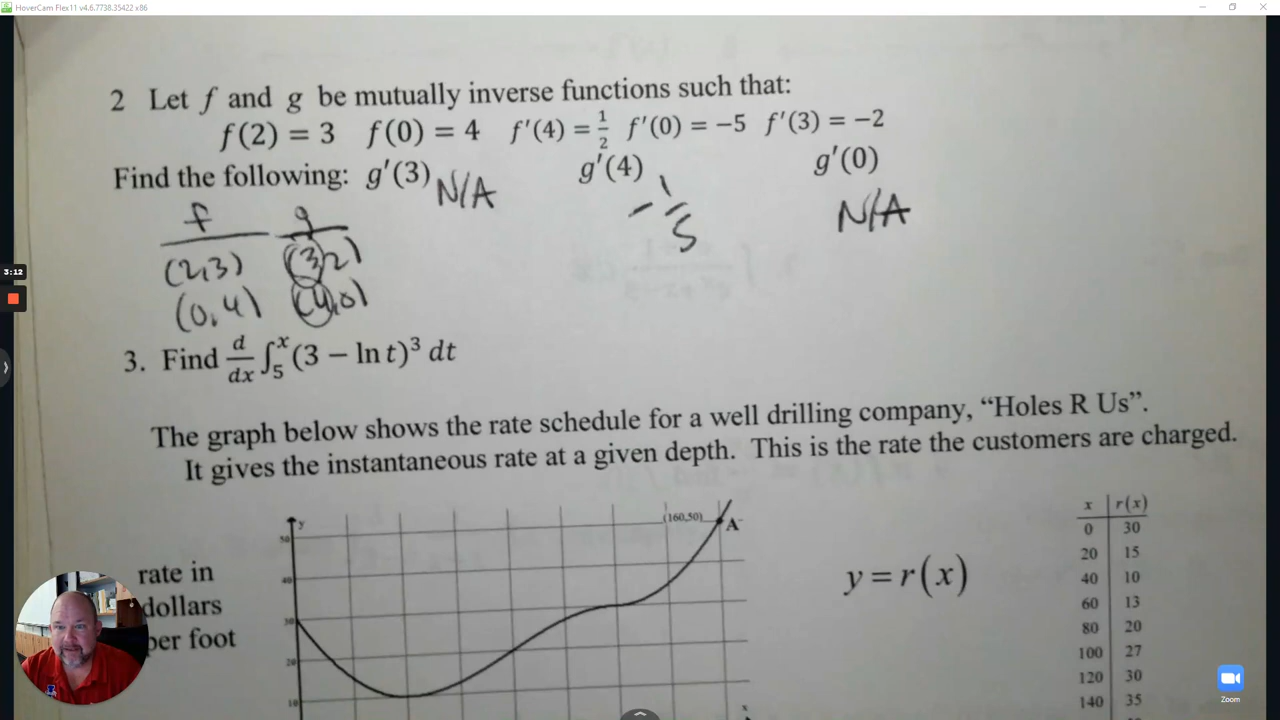 HoverCam Flex11 v4.6.7738.35422 x86
2 Let f and g be mutually inverse functions such that:
f(2) = 3 f(0) = 4 f′(4) = 1/2 f′(0) = −5 f′(3) = −2
Find the following: g′(3) N/A g′(4) −1/5 g′(0) N/A
f g
(2,3) (3,2)
(0,4) (4,0)
3:12
3. Find d/dx ∫₅ˣ (3 − ln t)³ dt
The graph below shows the rate schedule for a well drilling company, “Holes R Us”.
It gives the instantaneous rate at a given depth. This is the rate the customers are charged.
rate in
dollars
per foot
y
50
40
30
20
10
(160,50) A
x
y = r(x)
x r(x)
0 30
20 15
40 10
60 13
80 20
100 27
120 30
140 35
Zoom